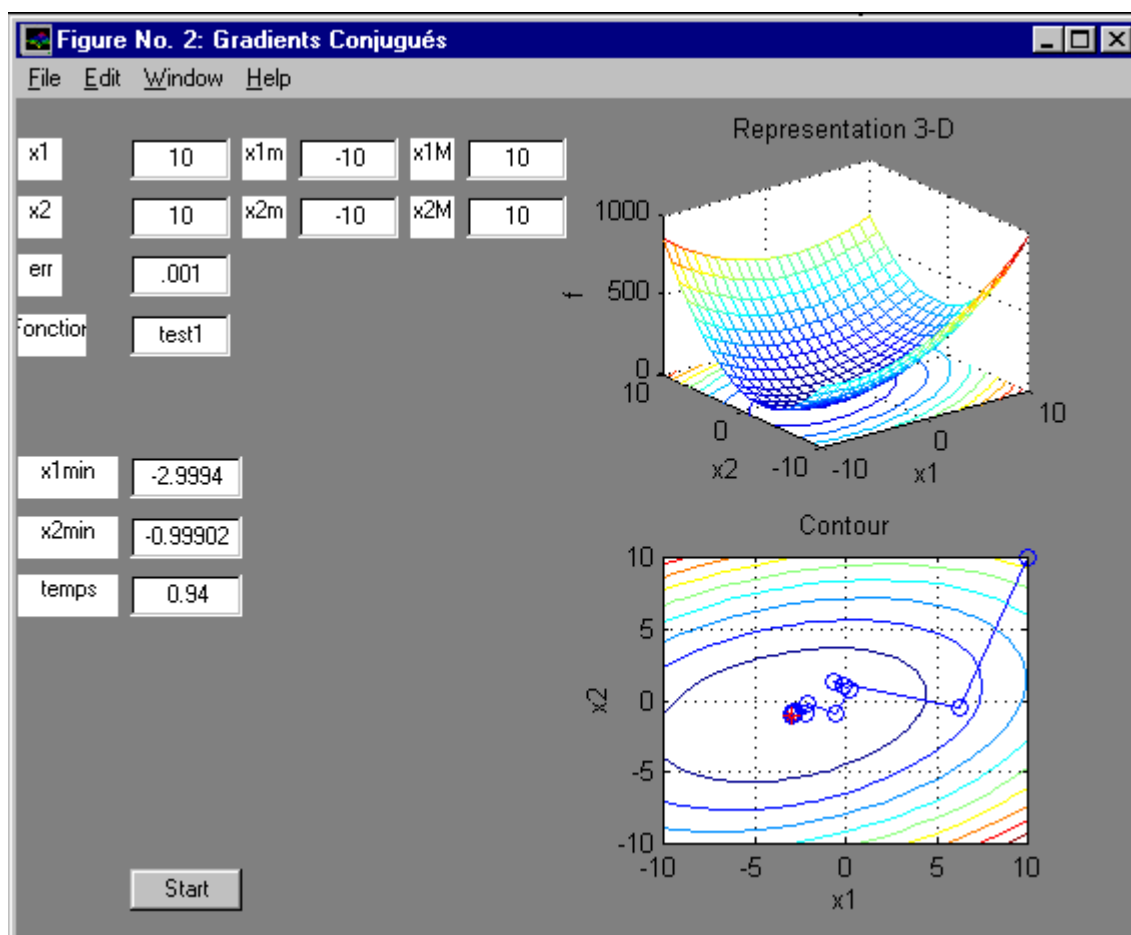 Figure No. 2: Gradients Conjugués
File Edit Window Help
x1 10 x1m -10 x1M 10
x2 10 x2m -10 x2M 10
err .001
Fonction test1
x1min -2.9994
x2min -0.99902
temps 0.94
Start
Representation 3-D
1000
500
0
f
10
0
-10
x2
-10
0
10
x1
Contour
10
5
0
-5
-10
x2
-10 -5 0 5 10
x1